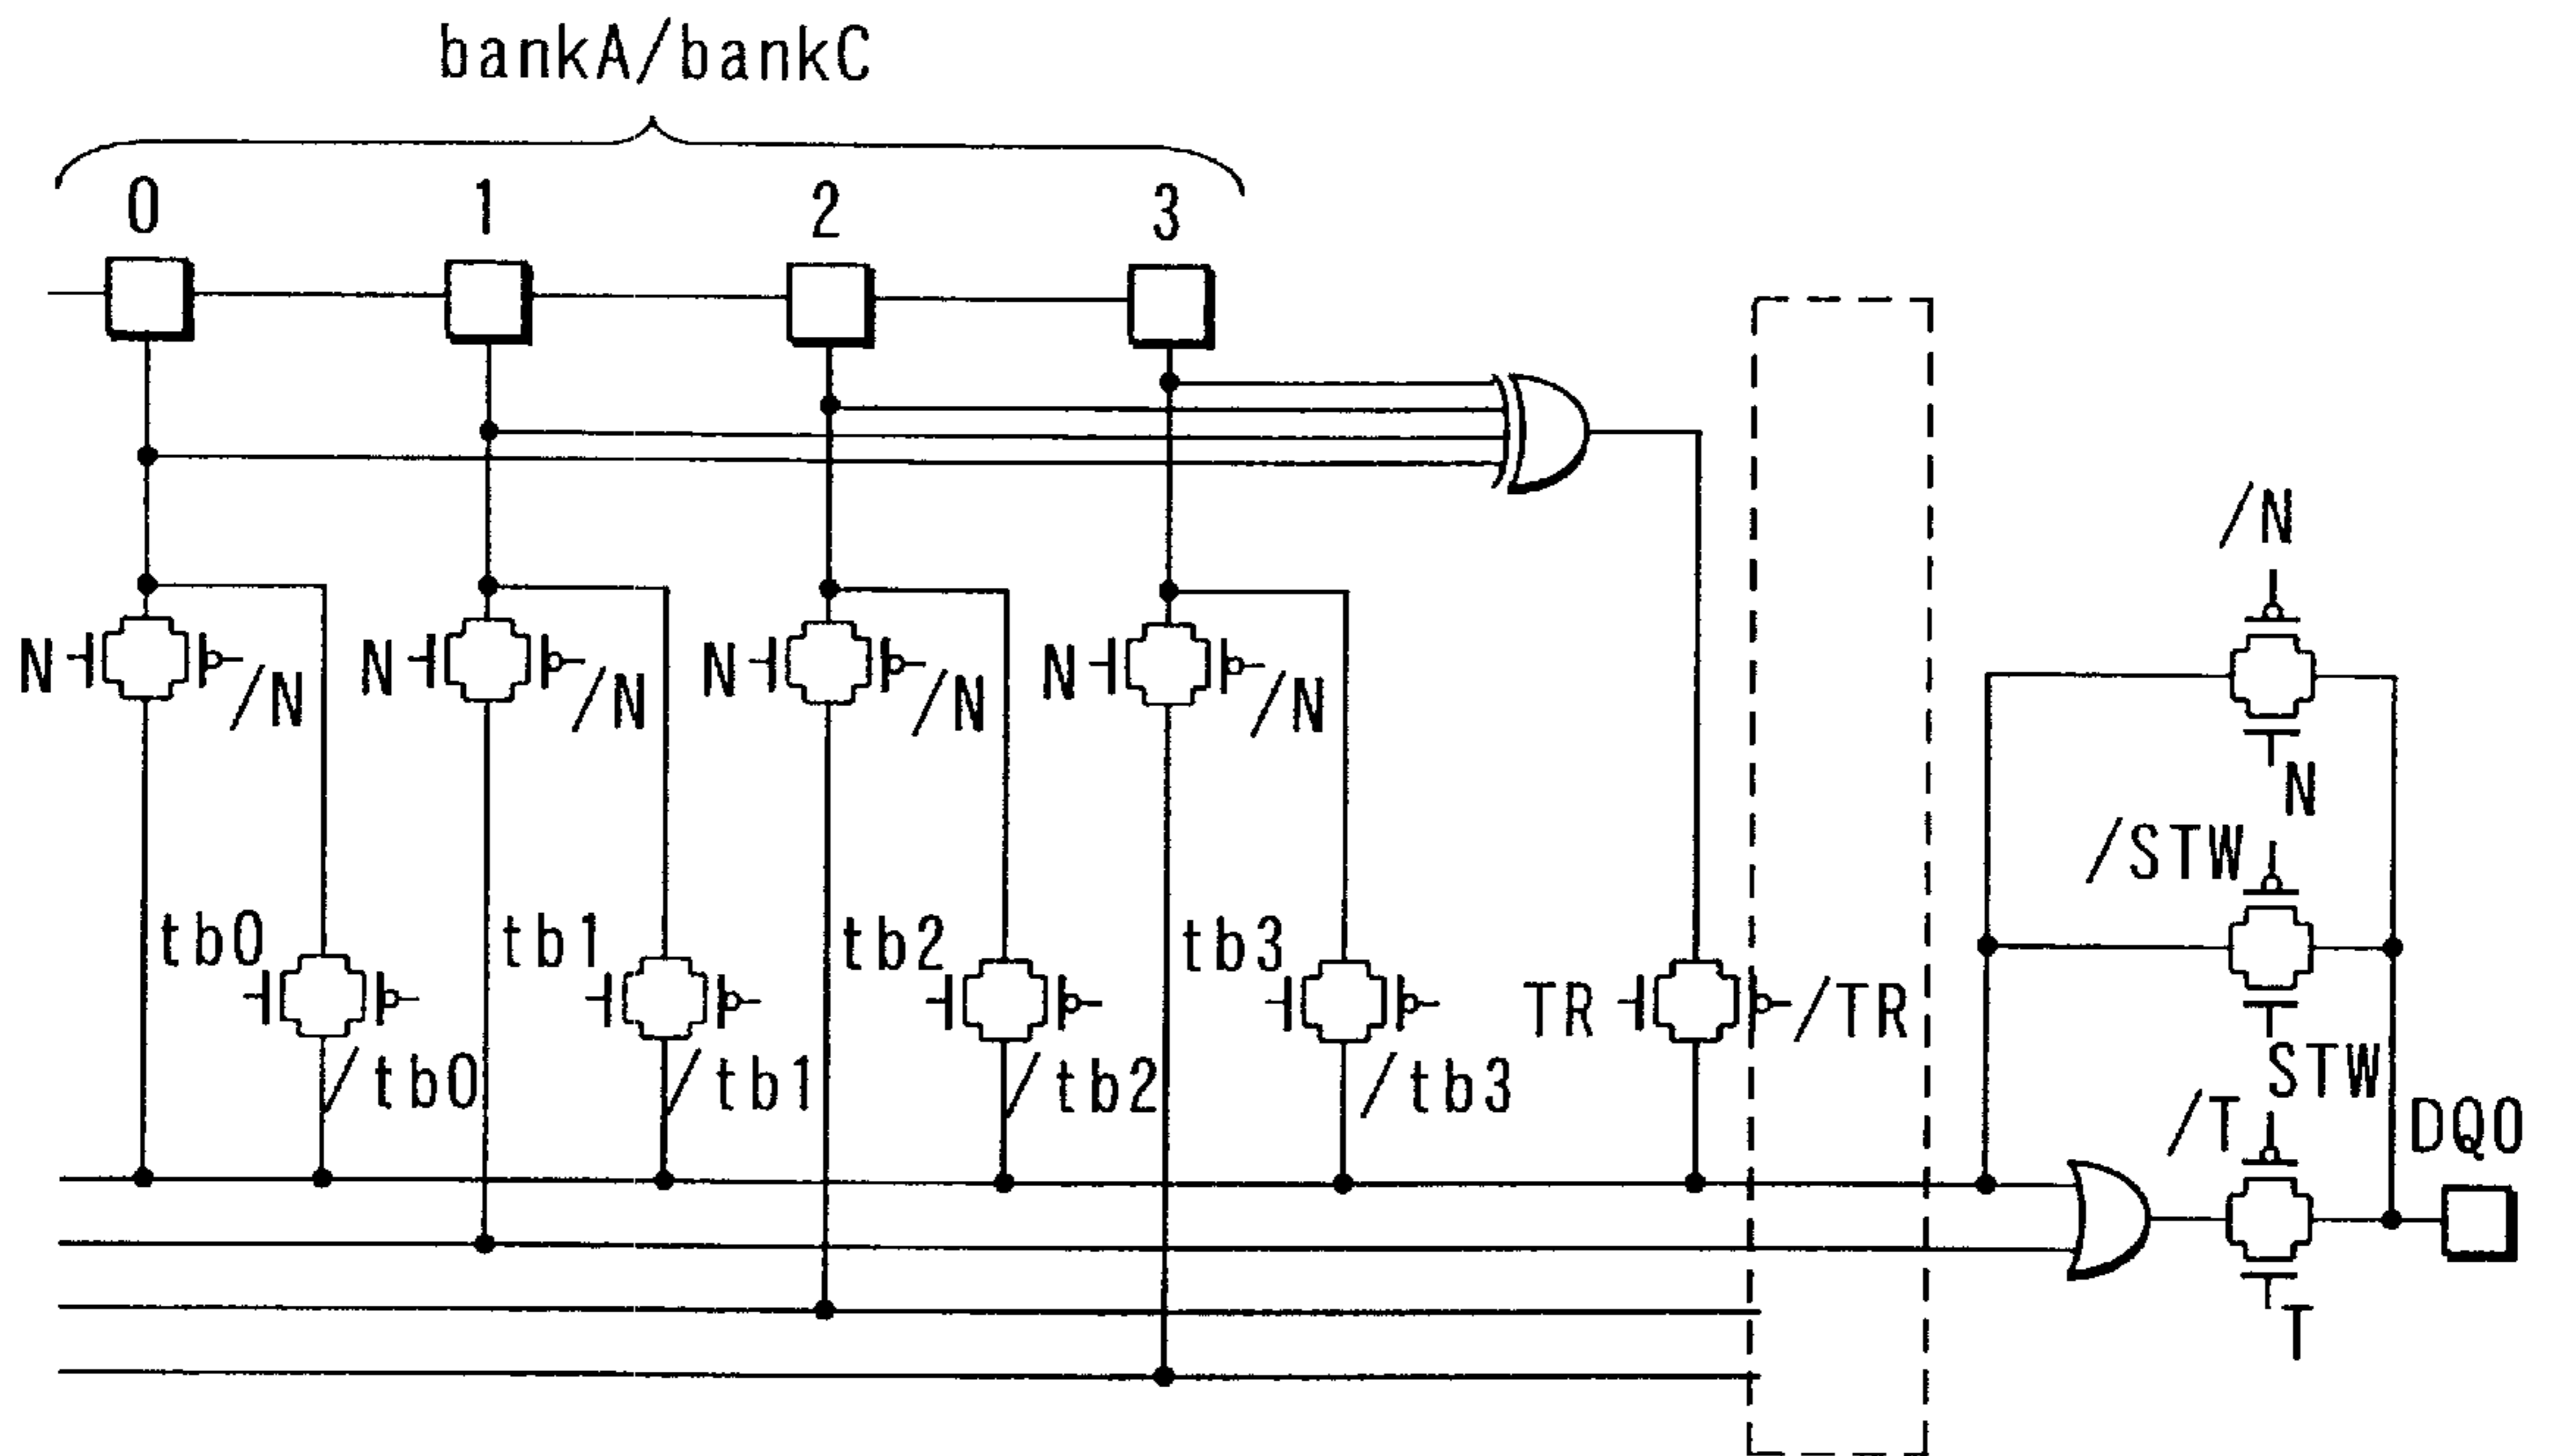 bankA/bankC
0 1 2 3
/N
N /N N /N N /N N /N
N
/STW
tb0 tb1 tb2 tb3
TR /TR
STW
/tb0 /tb1 /tb2 /tb3
/T DQ0
T